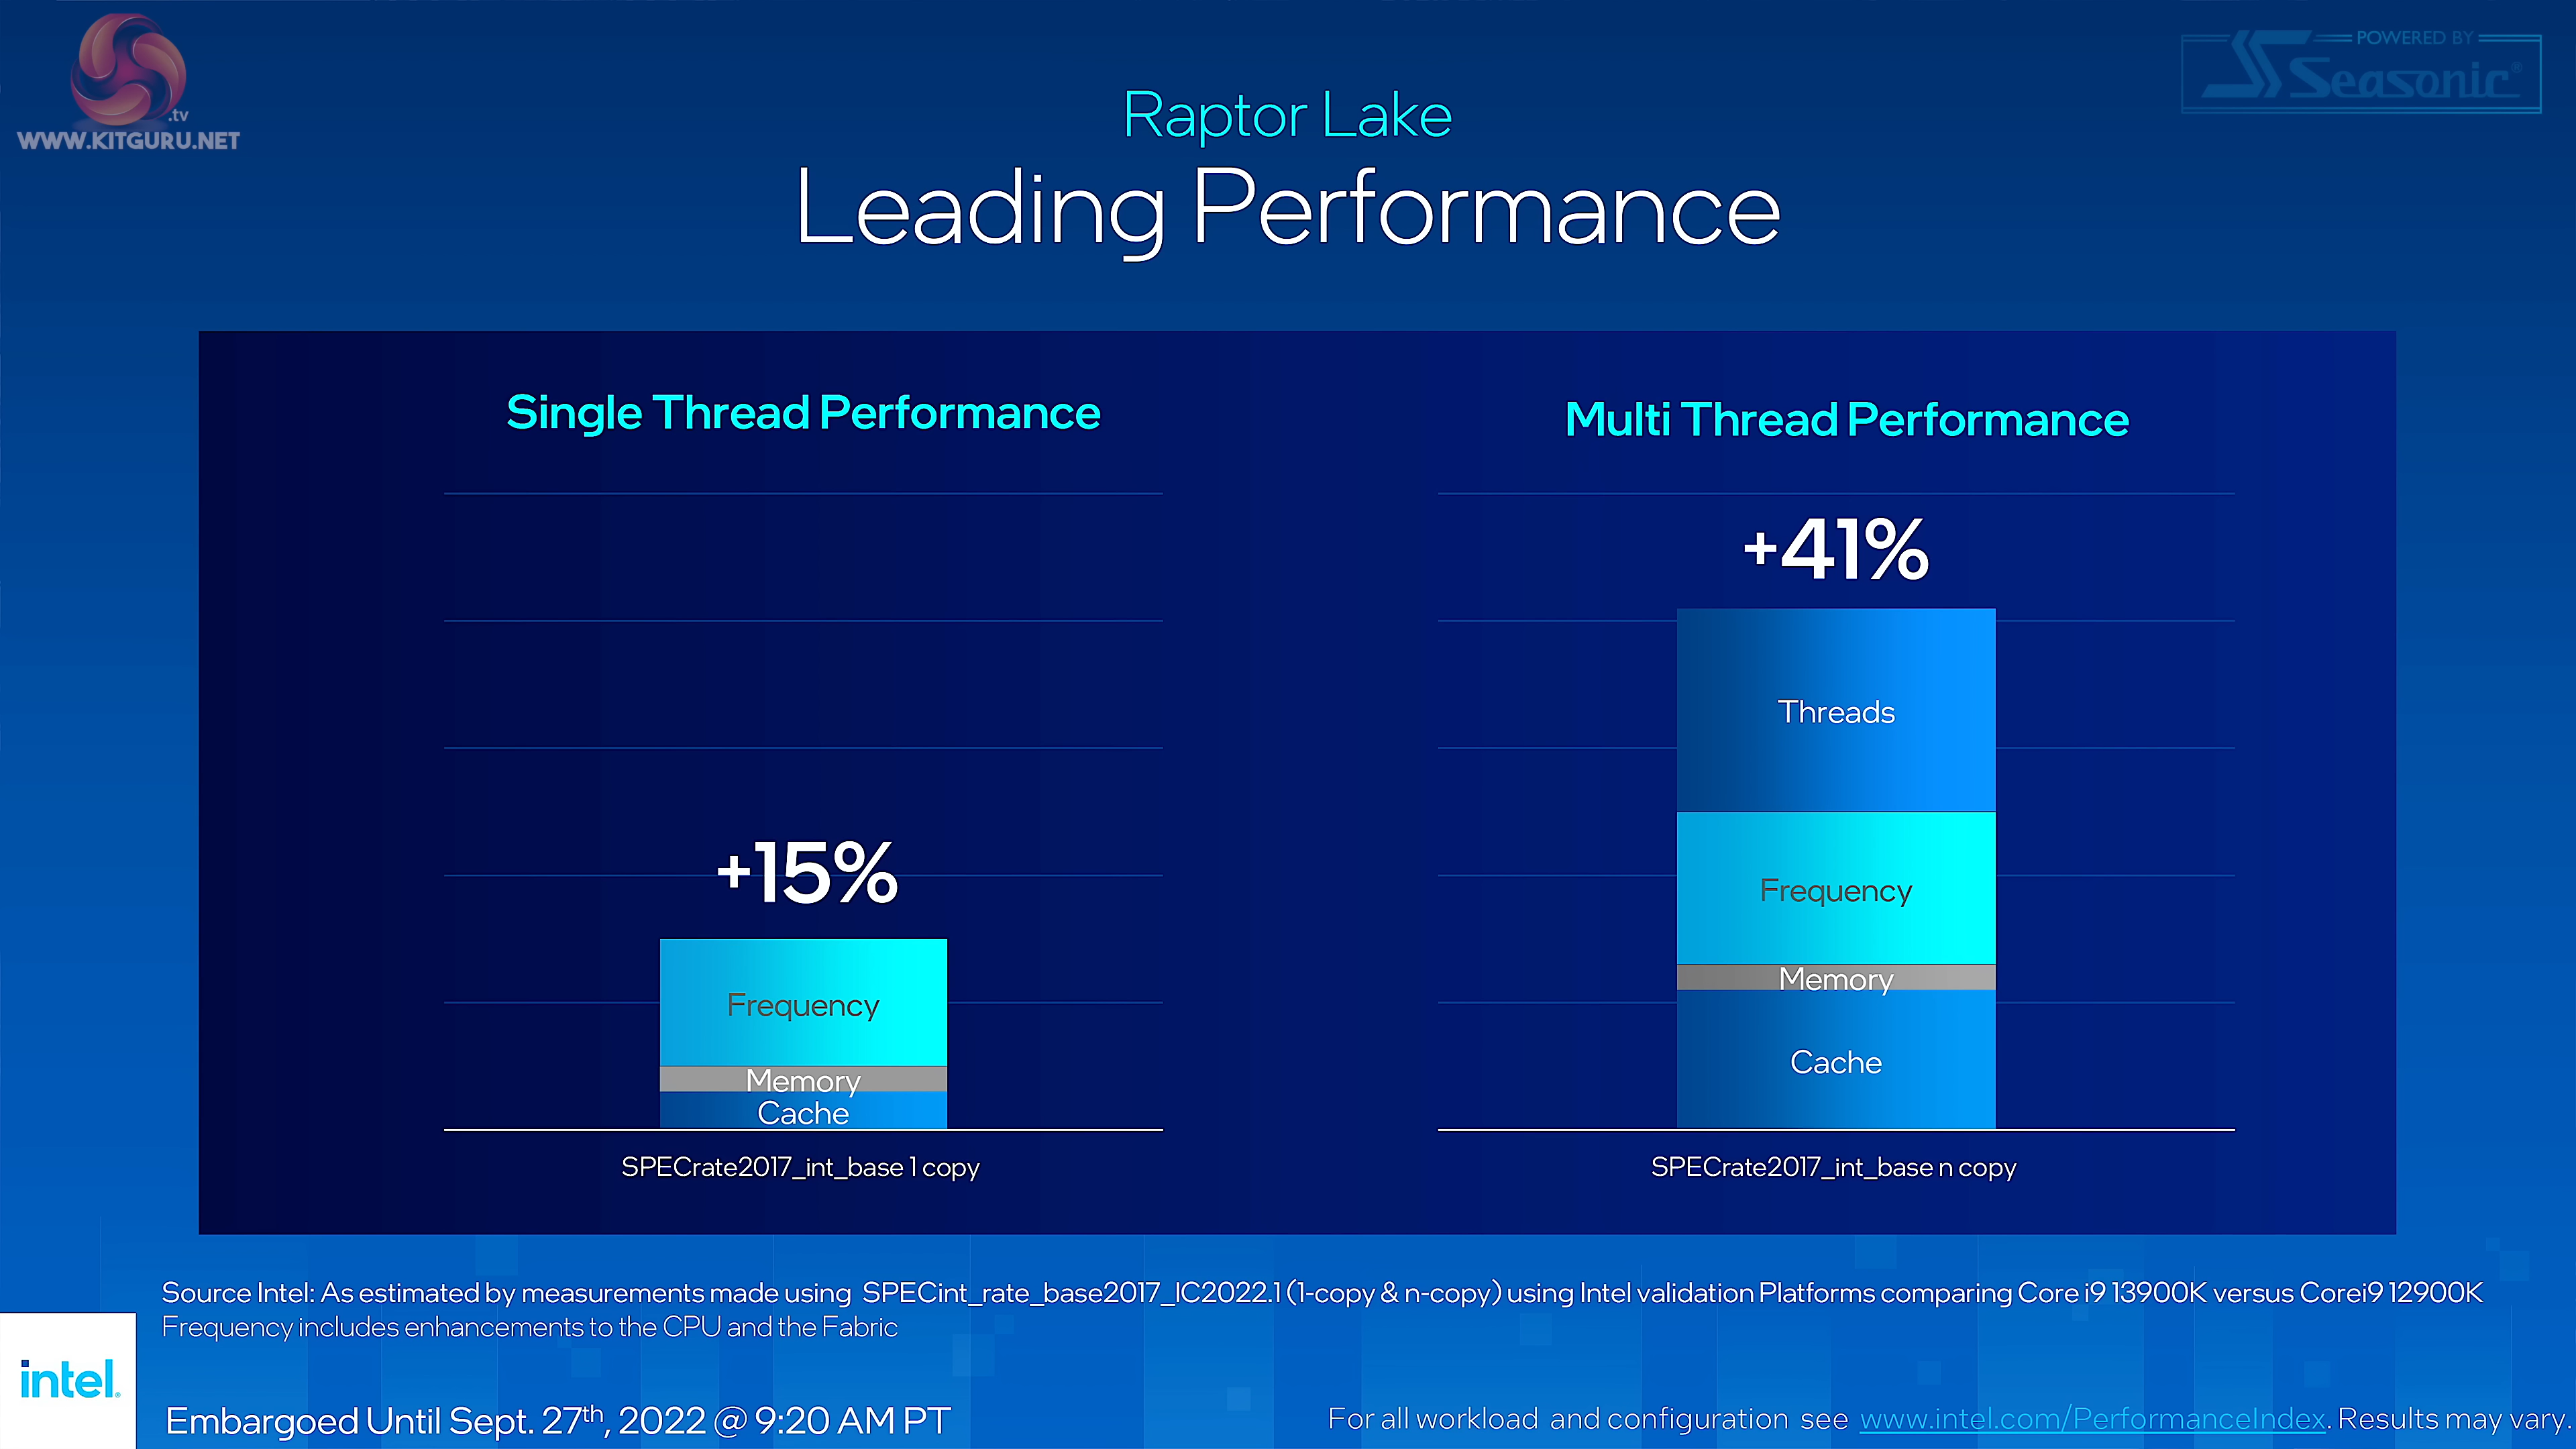 .tv
WWW.KITGURU.NET
POWERED BY
Seasonic®
Raptor Lake
Leading Performance
Single Thread Performance
+15%
Frequency
Memory
Cache
SPECrate2017_int_base 1 copy
Multi Thread Performance
+41%
Threads
Frequency
Memory
Cache
SPECrate2017_int_base n copy
Source Intel: As estimated by measurements made using SPECint_rate_base2017_IC2022.1 (1-copy & n-copy) using Intel validation Platforms comparing Core i9 13900K versus Corei9 12900K
Frequency includes enhancements to the CPU and the Fabric
intel.
Embargoed Until Sept. 27th, 2022 @ 9:20 AM PT
For all workload and configuration see www.intel.com/PerformanceIndex. Results may vary.